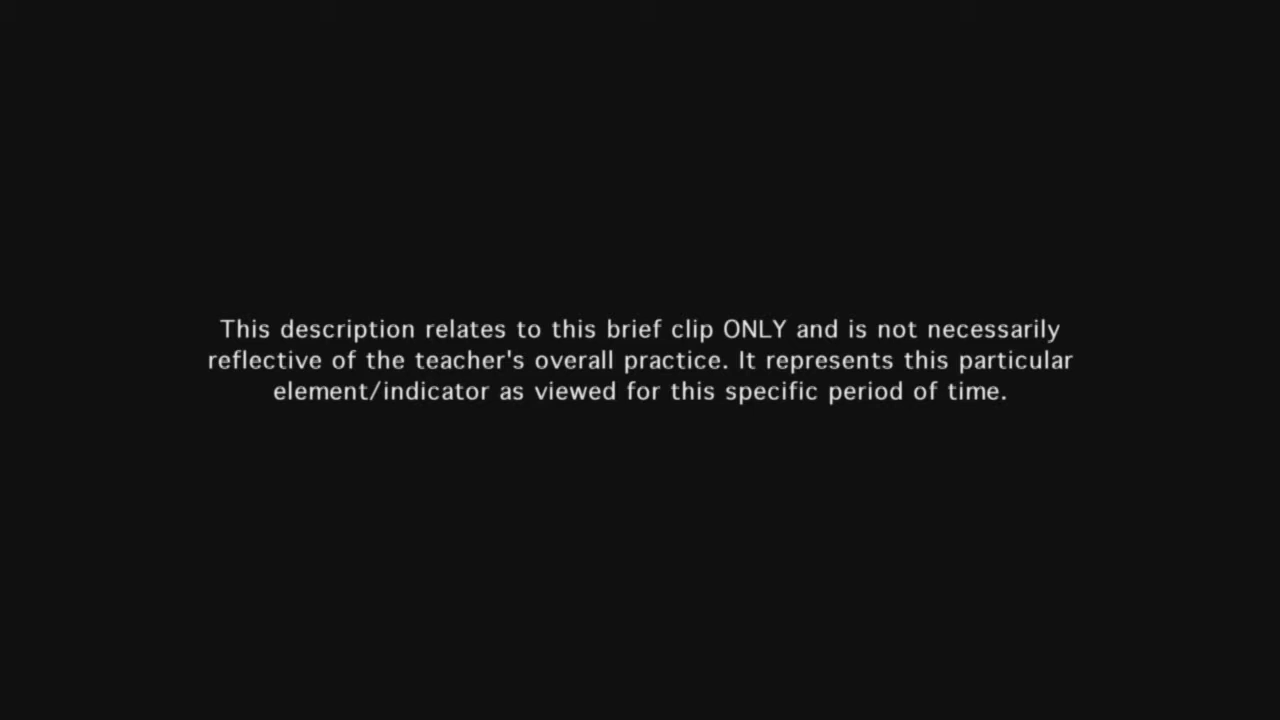 This description relates to this brief clip ONLY and is not necessarily
reflective of the teacher's overall practice. It represents this particular
element/indicator as viewed for this specific period of time.